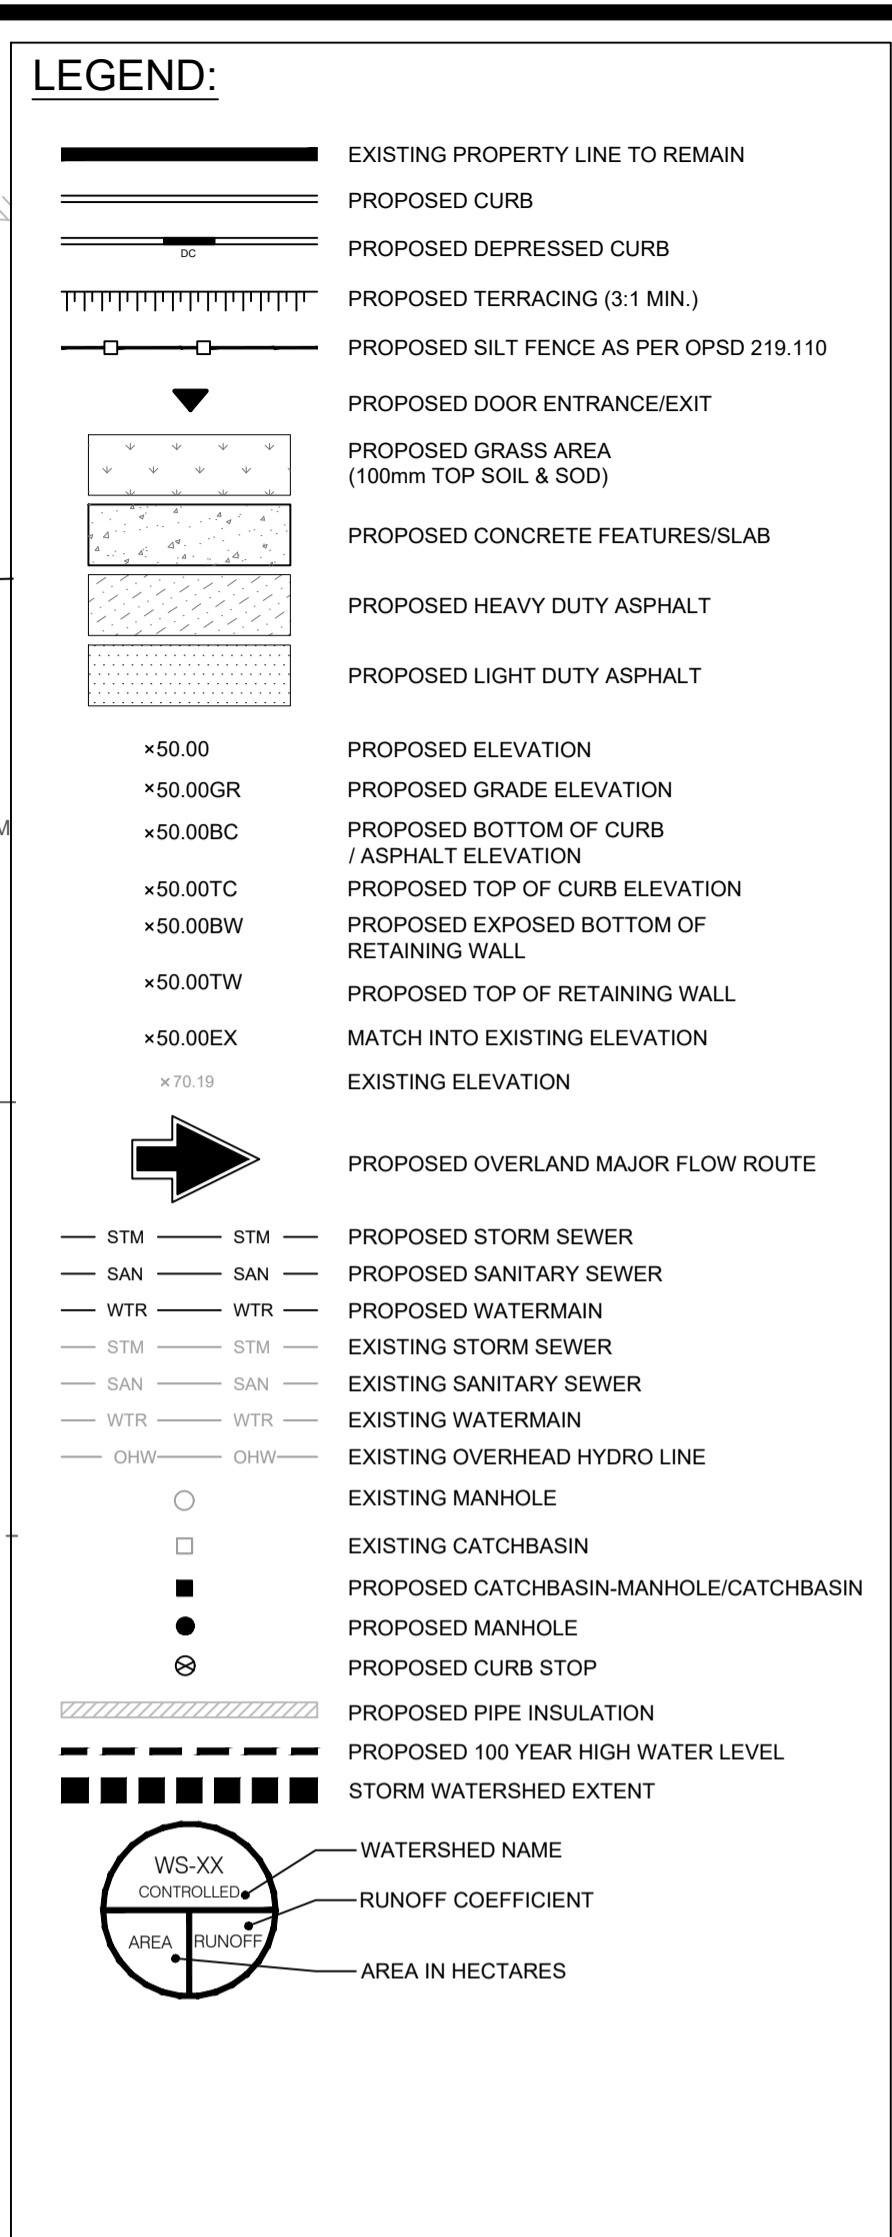 LEGEND:
EXISTING PROPERTY LINE TO REMAIN
PROPOSED CURB
DC
PROPOSED DEPRESSED CURB
PROPOSED TERRACING (3:1 MIN.)
PROPOSED SILT FENCE AS PER OPSD 219.110
PROPOSED DOOR ENTRANCE/EXIT
PROPOSED GRASS AREA
(100mm TOP SOIL & SOD)
PROPOSED CONCRETE FEATURES/SLAB
PROPOSED HEAVY DUTY ASPHALT
PROPOSED LIGHT DUTY ASPHALT
×50.00 PROPOSED ELEVATION
×50.00GR PROPOSED GRADE ELEVATION
×50.00BC PROPOSED BOTTOM OF CURB
/ ASPHALT ELEVATION
×50.00TC PROPOSED TOP OF CURB ELEVATION
×50.00BW PROPOSED EXPOSED BOTTOM OF
RETAINING WALL
×50.00TW PROPOSED TOP OF RETAINING WALL
×50.00EX MATCH INTO EXISTING ELEVATION
×70.19 EXISTING ELEVATION
PROPOSED OVERLAND MAJOR FLOW ROUTE
STM STM PROPOSED STORM SEWER
SAN SAN PROPOSED SANITARY SEWER
WTR WTR PROPOSED WATERMAIN
STM STM EXISTING STORM SEWER
SAN SAN EXISTING SANITARY SEWER
WTR WTR EXISTING WATERMAIN
OHW OHW EXISTING OVERHEAD HYDRO LINE
EXISTING MANHOLE
EXISTING CATCHBASIN
PROPOSED CATCHBASIN-MANHOLE/CATCHBASIN
PROPOSED MANHOLE
PROPOSED CURB STOP
PROPOSED PIPE INSULATION
PROPOSED 100 YEAR HIGH WATER LEVEL
STORM WATERSHED EXTENT
WS-XX
CONTROLLED
AREA RUNOFF
WATERSHED NAME
RUNOFF COEFFICIENT
AREA IN HECTARES